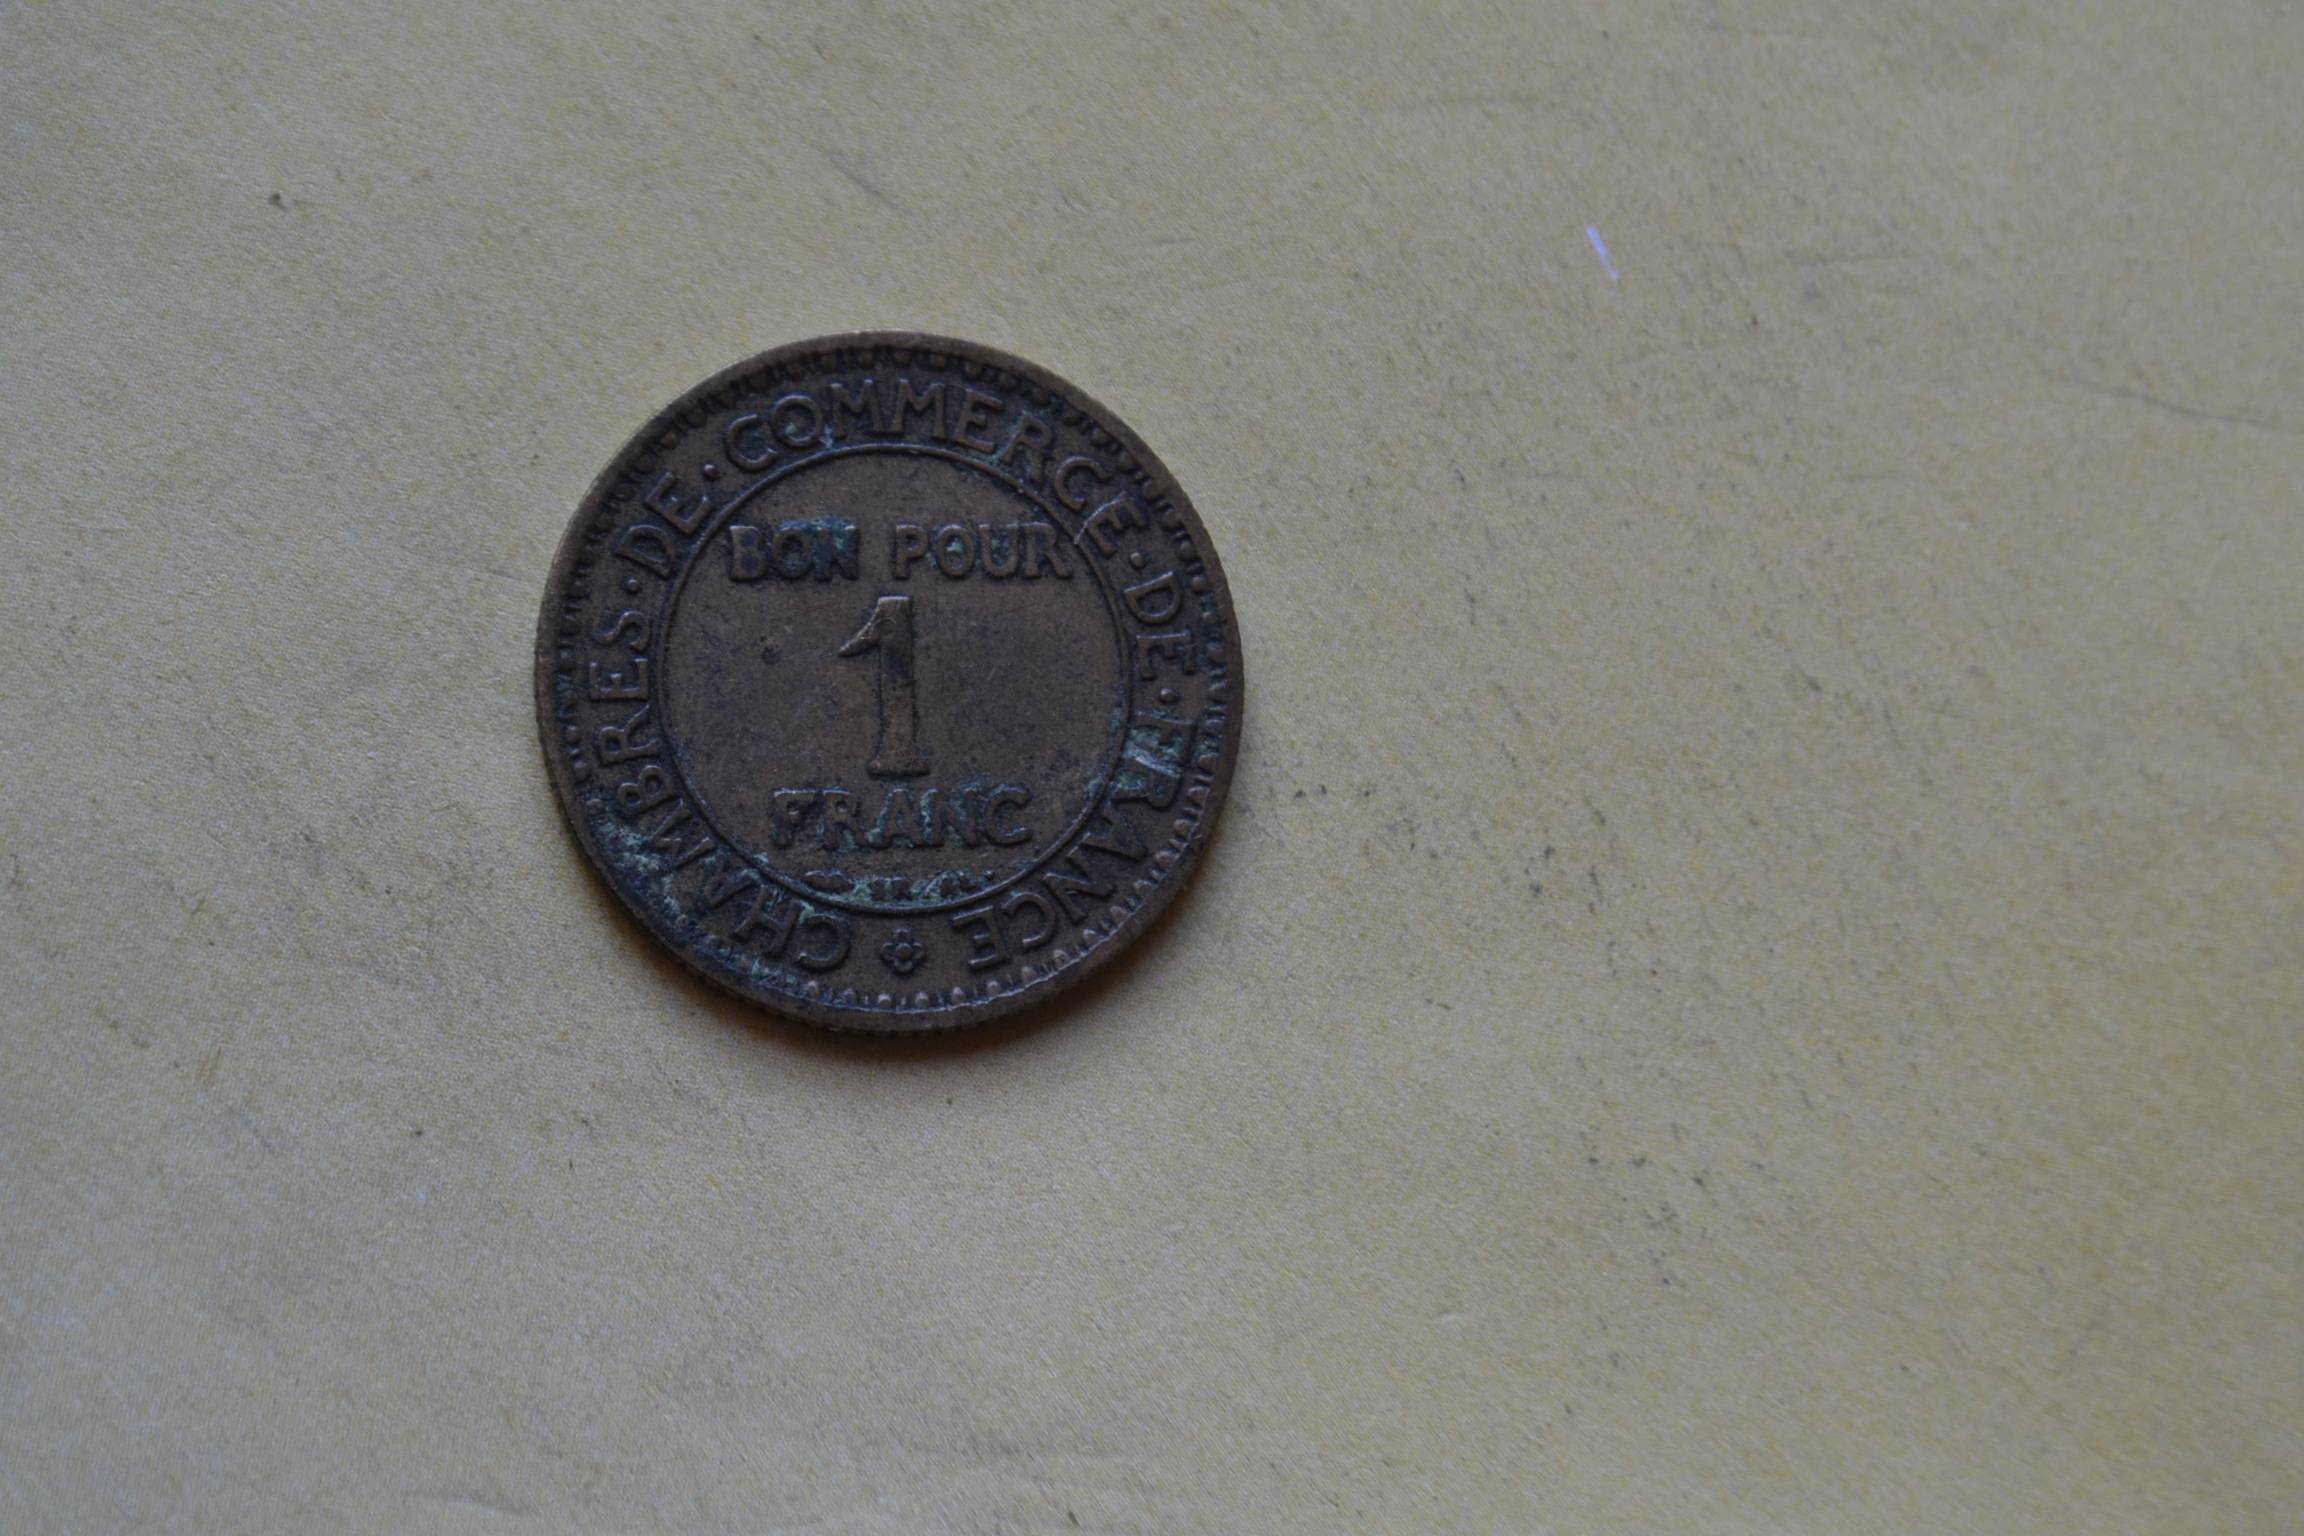 CHAMBRES · DE · COMMERCE · DE · FRANCE
BON POUR
1
FRANC